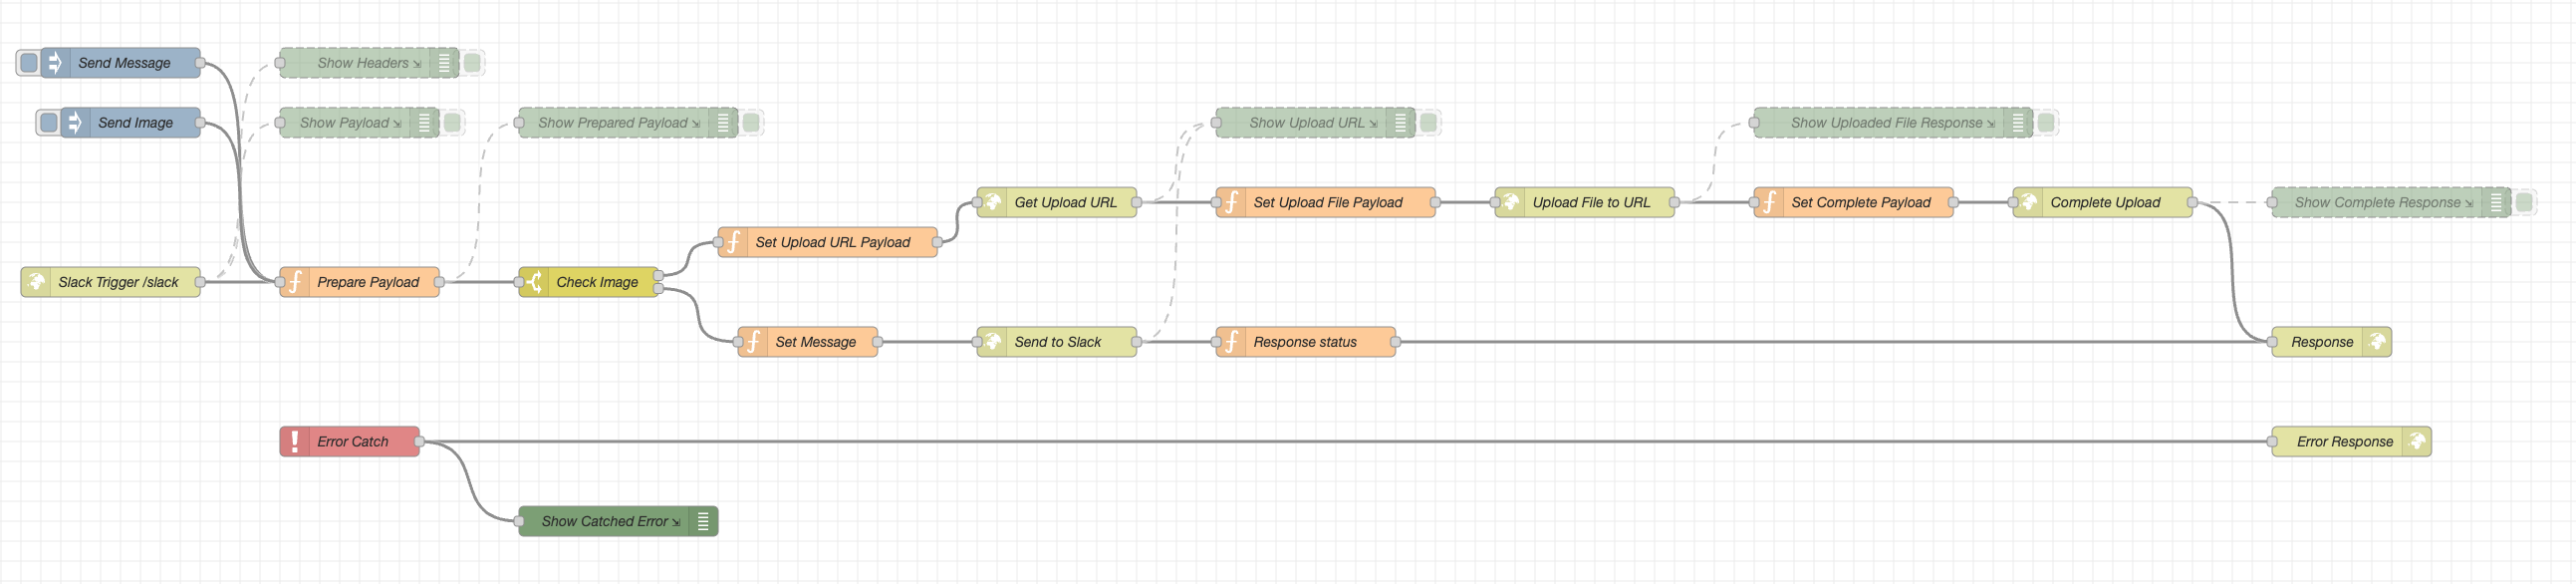 Send Message
Show Headers ⇲
Send Image
Show Payload ⇲
Show Prepared Payload ⇲
Show Upload URL ⇲
Show Uploaded File Response ⇲
Get Upload URL
Set Upload File Payload
Upload File to URL
Set Complete Payload
Complete Upload
Show Complete Response ⇲
Set Upload URL Payload
Slack Trigger /slack
Prepare Payload
Check Image
Set Message
Send to Slack
Response status
Response
Error Catch
Error Response
Show Catched Error ⇲